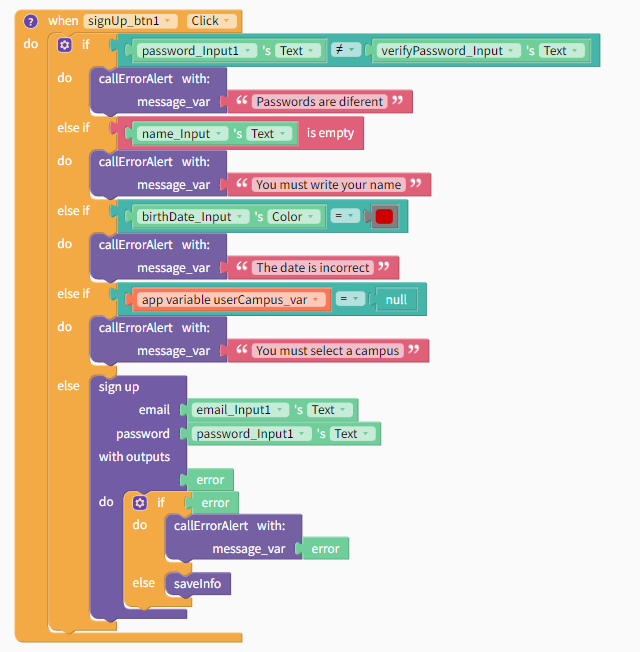 ? when signUp_btn1 Click
do if password_Input1 's Text ≠ verifyPassword_Input 's Text
do callErrorAlert with:
message_var “ Passwords are diferent ”
else if name_Input 's Text is empty
do callErrorAlert with:
message_var “ You must write your name ”
else if birthDate_Input 's Color =
do callErrorAlert with:
message_var “ The date is incorrect ”
else if app variable userCampus_var = null
do callErrorAlert with:
message_var “ You must select a campus ”
else sign up
email email_Input1 's Text
password password_Input1 's Text
with outputs
error
do if error
do callErrorAlert with:
message_var error
else saveInfo